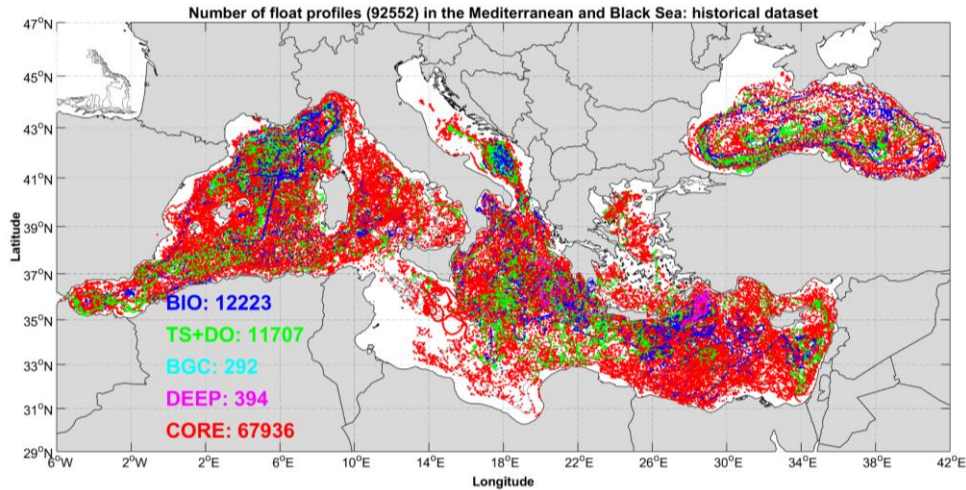 Number of float profiles (92552) in the Mediterranean and Black Sea: historical dataset
47°N
45°N
43°N
41°N
39°N
37°N
35°N
33°N
31°N
29°N
Latitude
BIO: 12223
TS+DO: 11707
BGC: 292
DEEP: 394
CORE: 67936
6°W
2°W
2°E
6°E
10°E
14°E
18°E
22°E
26°E
30°E
34°E
38°E
42°E
Longitude